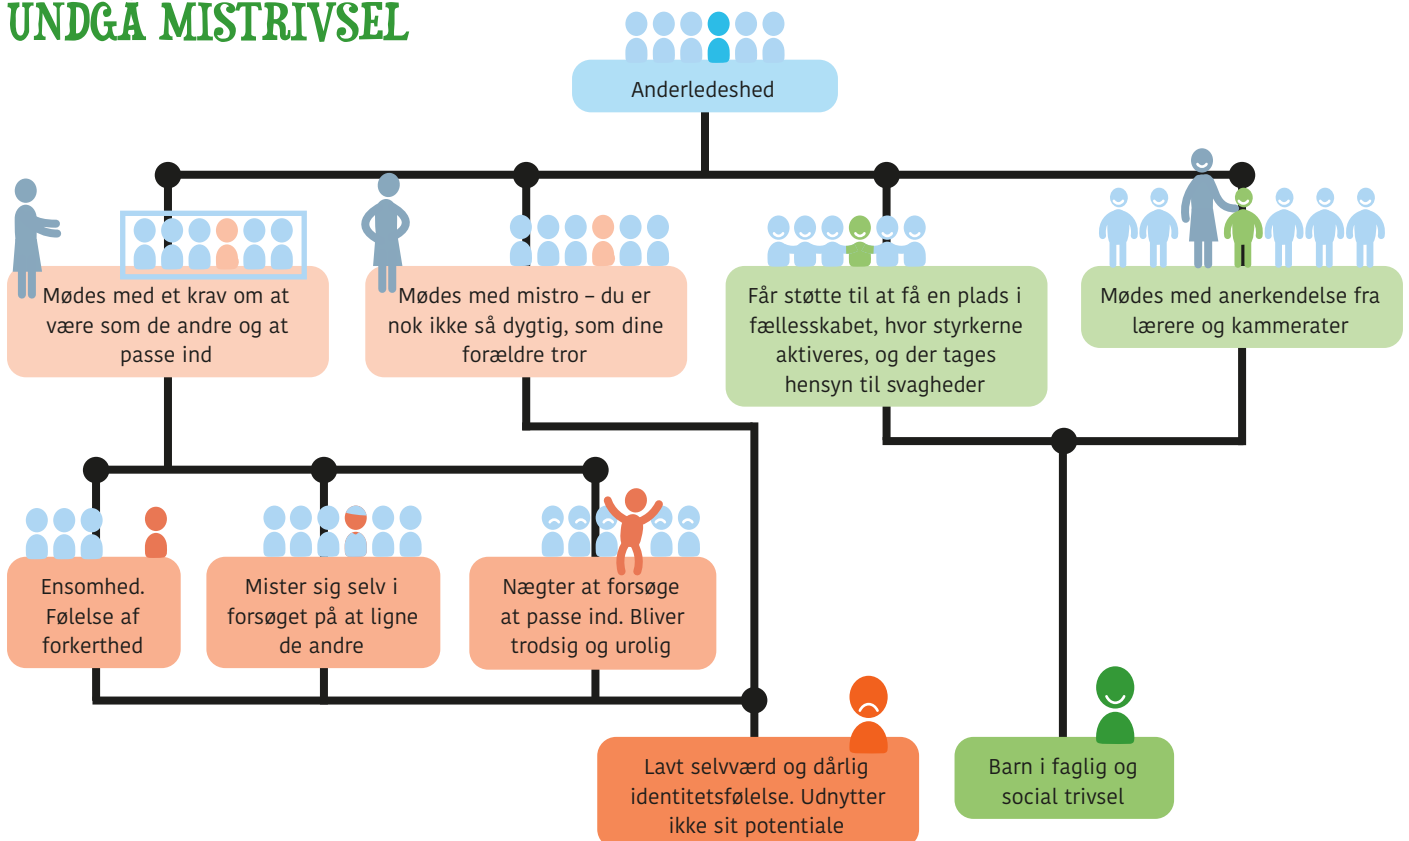 UNDGÅ MISTRIVSEL
Anderledeshed
Mødes med et krav om at
være som de andre og at
passe ind
Mødes med mistro – du er
nok ikke så dygtig, som dine
forældre tror
Får støtte til at få en plads i
fællesskabet, hvor styrkerne
aktiveres, og der tages
hensyn til svagheder
Mødes med anerkendelse fra
lærere og kammerater
Ensomhed.
Følelse af
forkerthed
Mister sig selv i
forsøget på at ligne
de andre
Nægter at forsøge
at passe ind. Bliver
trodsig og urolig
Lavt selvværd og dårlig
identitetsfølelse. Udnytter
ikke sit potentiale
Barn i faglig og
social trivsel